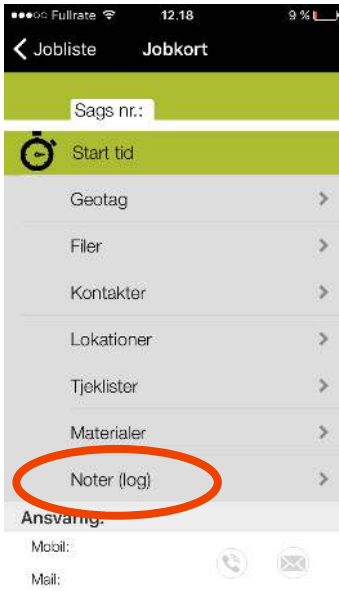 Fullrate 12.18 9 %
Jobliste Jobkort
Sags nr.:
Start tid
Geotag
Filer
Kontakter
Lokationer
Tjeklister
Materialer
Noter (log)
Ansvarlig:
Mobil:
Mail: